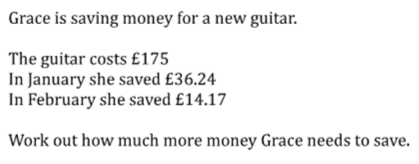 Grace is saving money for a new guitar.
The guitar costs £175
In January she saved £36.24
In February she saved £14.17
Work out how much more money Grace needs to save.